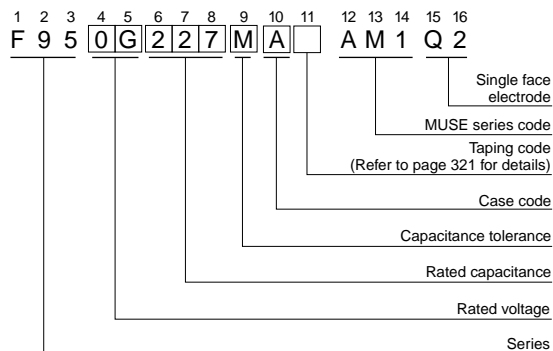 1 2 3 4 5 6 7 8 9 10 11 12 13 14 15 16
F 9 5 0 G 2 2 7 M A A M 1 Q 2
Single face
electrode
MUSE series code
Taping code
(Refer to page 321 for details)
Case code
Capacitance tolerance
Rated capacitance
Rated voltage
Series